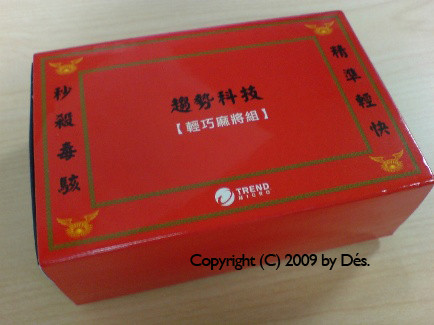 趨勢科技
【輕巧麻將組】
秒殺毒駭
精準輕快
TREND
MICRO
Copyright (C) 2009 by Dés.